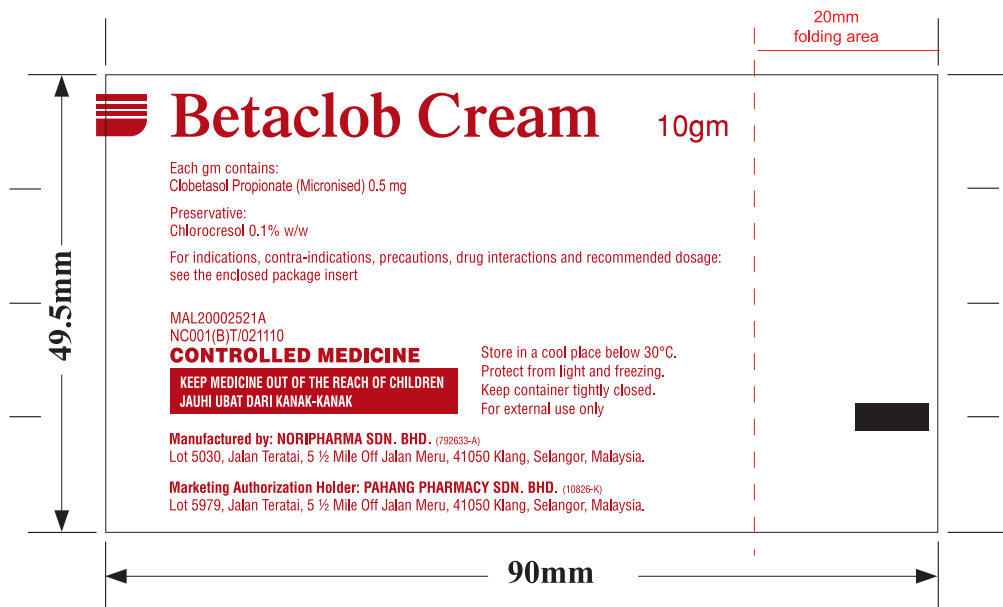 20mm
folding area
Betaclob Cream 10gm
Each gm contains:
Clobetasol Propionate (Micronised) 0.5 mg
Preservative:
Chlorocresol 0.1% w/w
For indications, contra-indications, precautions, drug interactions and recommended dosage:
see the enclosed package insert
MAL20002521A
NC001(B)T/021110
CONTROLLED MEDICINE
KEEP MEDICINE OUT OF THE REACH OF CHILDREN
JAUHI UBAT DARI KANAK-KANAK
Store in a cool place below 30°C.
Protect from light and freezing.
Keep container tightly closed.
For external use only
Manufactured by: NORIPHARMA SDN. BHD. (792633-A)
Lot 5030, Jalan Teratai, 5 ½ Mile Off Jalan Meru, 41050 Klang, Selangor, Malaysia.
Marketing Authorization Holder: PAHANG PHARMACY SDN. BHD. (10826-K)
Lot 5979, Jalan Teratai, 5 ½ Mile Off Jalan Meru, 41050 Klang, Selangor, Malaysia.
49.5mm
90mm